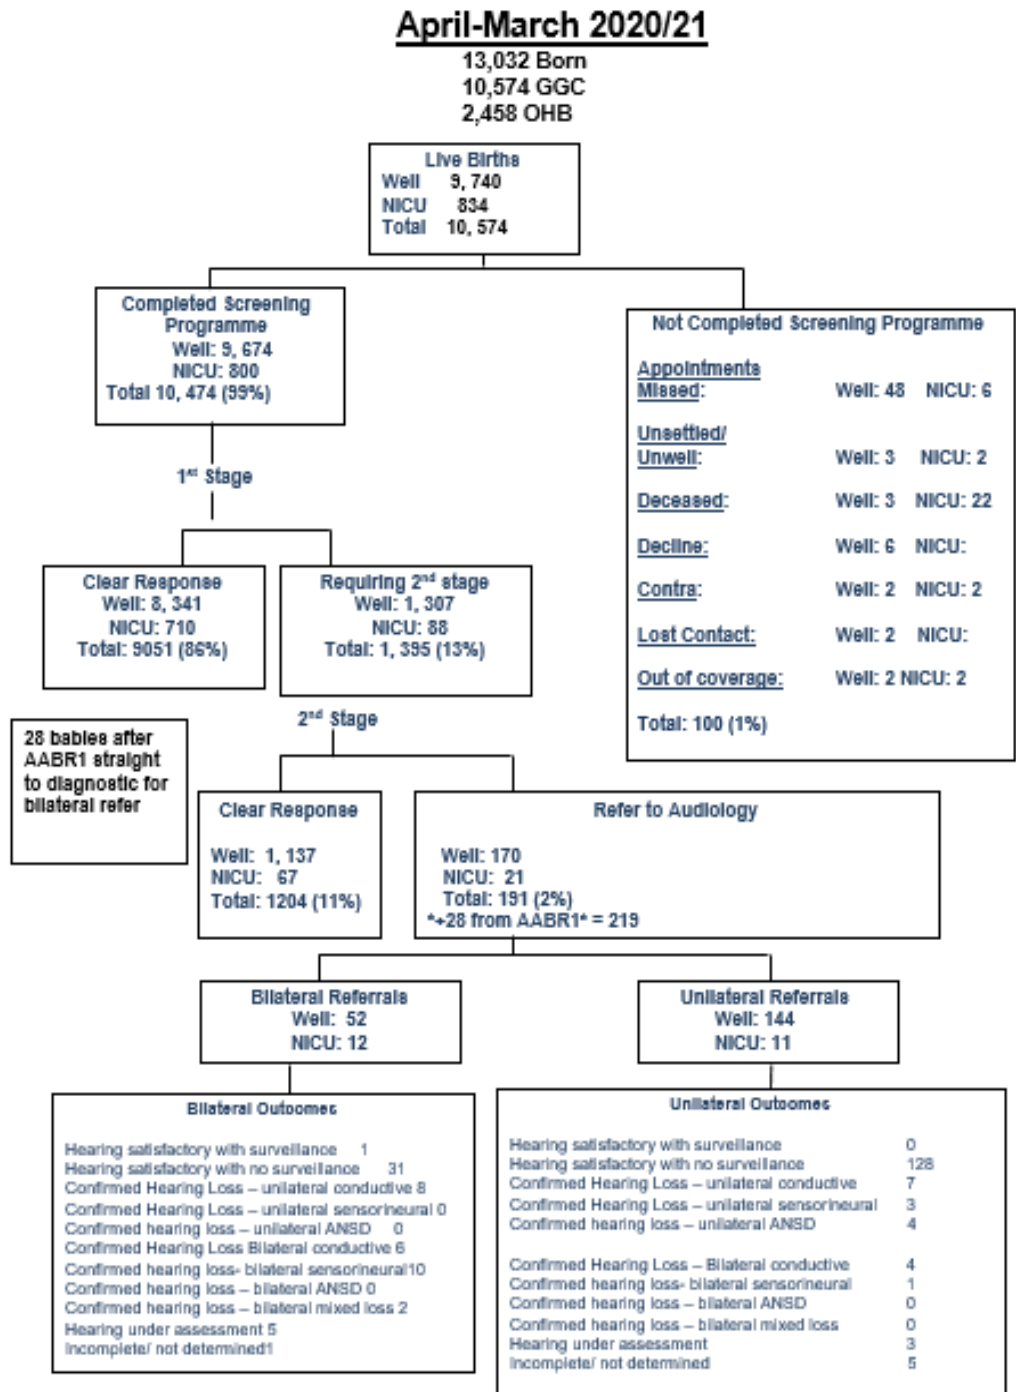 April-March 2020/21
13,032 Born
10,574 GGC
2,458 OHB
Live Births
Well 9, 740
NICU 834
Total 10, 574
Completed Screening
Programme
Well: 9, 674
NICU: 800
Total 10, 474 (99%)
Not Completed Screening Programme
Appointments
Missed: Well: 48 NICU: 6
Unsettled/
Unwell: Well: 3 NICU: 2
Deceased: Well: 3 NICU: 22
Decline: Well: 6 NICU:
Contra: Well: 2 NICU: 2
Lost Contact: Well: 2 NICU:
Out of coverage: Well: 2 NICU: 2
Total: 100 (1%)
1st Stage
Clear Response
Well: 8, 341
NICU: 710
Total: 9051 (86%)
Requiring 2nd stage
Well: 1, 307
NICU: 88
Total: 1, 395 (13%)
28 babies after
AABR1 straight
to diagnostic for
bilateral refer
2nd Stage
Clear Response
Well: 1, 137
NICU: 67
Total: 1204 (11%)
Refer to Audiology
Well: 170
NICU: 21
Total: 191 (2%)
*+28 from AABR1* = 219
Bilateral Referrals
Well: 52
NICU: 12
Unilateral Referrals
Well: 144
NICU: 11
Bilateral Outcomes
Hearing satisfactory with surveillance 1
Hearing satisfactory with no surveillance 31
Confirmed Hearing Loss – unilateral conductive 8
Confirmed Hearing Loss – unilateral sensorineural 0
Confirmed hearing loss – unilateral ANSD 0
Confirmed Hearing Loss Bilateral conductive 6
Confirmed hearing loss- bilateral sensorineural10
Confirmed hearing loss – bilateral ANSD 0
Confirmed hearing loss – bilateral mixed loss 2
Hearing under assessment 5
Incomplete/ not determined1
Unilateral Outcomes
Hearing satisfactory with surveillance 0
Hearing satisfactory with no surveillance 128
Confirmed Hearing Loss – unilateral conductive 7
Confirmed Hearing Loss – unilateral sensorineural 3
Confirmed hearing loss – unilateral ANSD 4
Confirmed Hearing Loss – Bilateral conductive 4
Confirmed hearing loss- bilateral sensorineural 1
Confirmed hearing loss – bilateral ANSD 0
Confirmed hearing loss – bilateral mixed loss 0
Hearing under assessment 3
Incomplete/ not determined 5